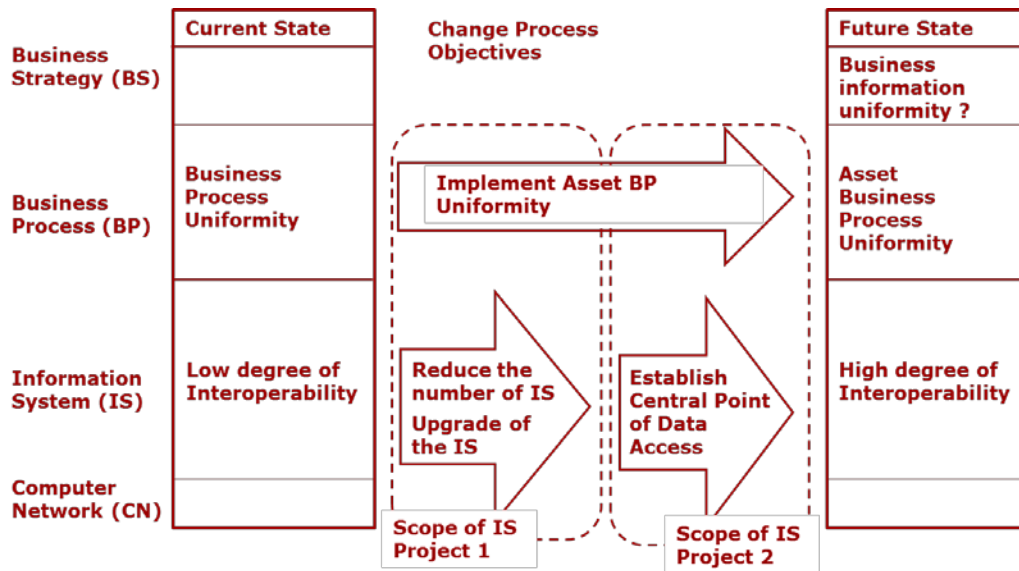 Current State
Change Process
Objectives
Future State
Business
Strategy (BS)
Business
information
uniformity ?
Business
Process (BP)
Business
Process
Uniformity
Implement Asset BP
Uniformity
Asset
Business
Process
Uniformity
Information
System (IS)
Low degree of
Interoperability
Reduce the
number of IS
Upgrade of
the IS
Establish
Central Point
of Data
Access
High degree of
Interoperability
Computer
Network (CN)
Scope of IS
Project 1
Scope of IS
Project 2